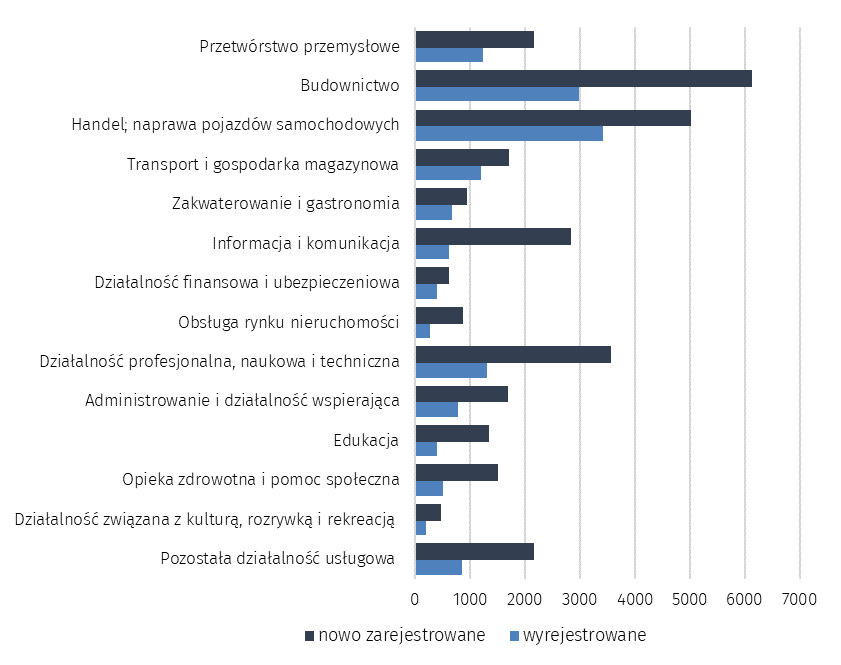 Przetwórstwo przemysłowe
Budownictwo
Handel; naprawa pojazdów samochodowych
Transport i gospodarka magazynowa
Zakwaterowanie i gastronomia
Informacja i komunikacja
Działalność finansowa i ubezpieczeniowa
Obsługa rynku nieruchomości
Działalność profesjonalna, naukowa i techniczna
Administrowanie i działalność wspierająca
Edukacja
Opieka zdrowotna i pomoc społeczna
Działalność związana z kulturą, rozrywką i rekreacją
Pozostała działalność usługowa
0 1000 2000 3000 4000 5000 6000 7000
nowo zarejestrowane wyrejestrowane